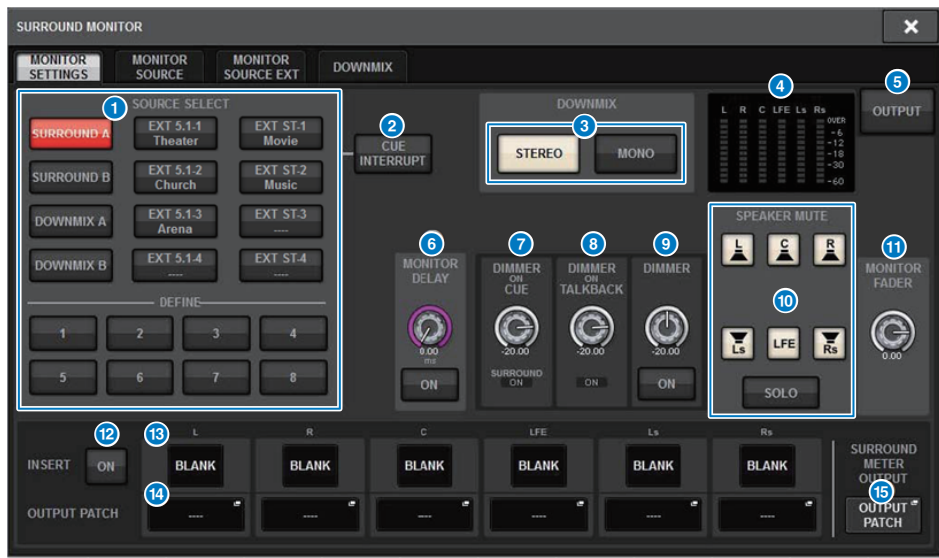 SURROUND MONITOR
MONITOR SETTINGS
MONITOR SOURCE
MONITOR SOURCE EXT
DOWNMIX
1
SOURCE SELECT
SURROUND A
EXT 5.1-1 Theater
EXT ST-1 Movie
SURROUND B
EXT 5.1-2 Church
EXT ST-2 Music
DOWNMIX A
EXT 5.1-3 Arena
EXT ST-3 ----
DOWNMIX B
EXT 5.1-4 ----
EXT ST-4 ----
DEFINE
1 2 3 4
5 6 7 8
2
CUE INTERRUPT
DOWNMIX
3
STEREO
MONO
4
L R C LFE Ls Rs
OVER
-6
-12
-18
-30
-60
5
OUTPUT
6
MONITOR DELAY
0.00
ms
ON
7
DIMMER ON CUE
-20.00
SURROUND ON
8
DIMMER ON TALKBACK
-20.00
ON
9
DIMMER
-20.00
ON
SPEAKER MUTE
L C R
10
Ls LFE Rs
SOLO
11
MONITOR FADER
0.00
12 13
L R C LFE Ls Rs
INSERT
ON
BLANK BLANK BLANK BLANK BLANK BLANK
14
OUTPUT PATCH
---- ---- ---- ---- ---- ----
SURROUND METER OUTPUT
15
OUTPUT PATCH